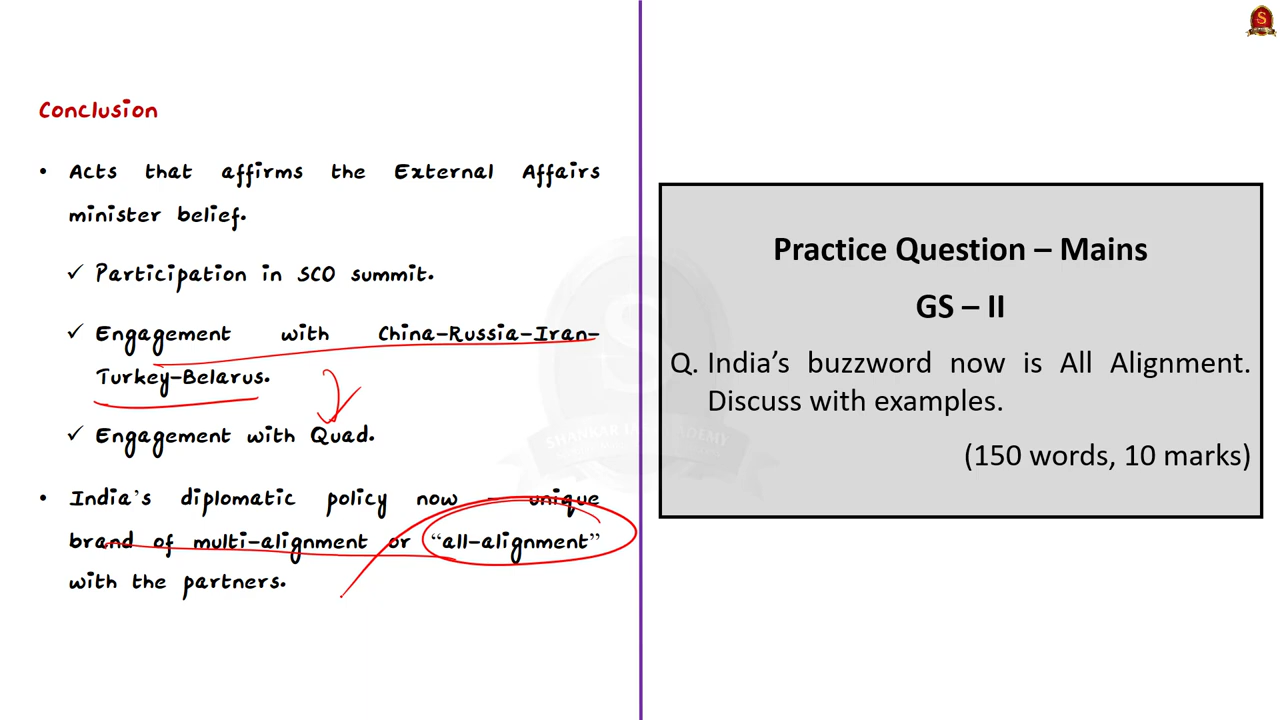 Conclusion
• Acts that affirms the External Affairs
minister belief.
✓ Participation in SCO summit.
✓ Engagement with China-Russia-Iran-
Turkey-Belarus.
✓ Engagement with Quad.
• India's diplomatic policy now – unique
brand of multi-alignment or "all-alignment"
with the partners.
Practice Question – Mains
GS – II
Q. India's buzzword now is All Alignment.
Discuss with examples.
(150 words, 10 marks)